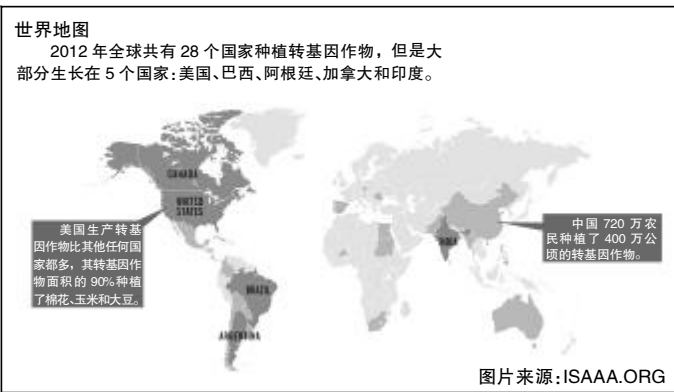 世界地图
2012 年全球共有 28 个国家种植转基因作物，但是大
部分生长在 5 个国家：美国、巴西、阿根廷、加拿大和印度。
CANADA
UNITED
STATES
美国生产转基
因作物比其他任何国
家都多，其转基因作
物面积的 90%种植
了棉花、玉米和大豆。
中国 720 万农
民种植了 400 万公
顷的转基因作物。
INDIA
BRAZIL
ARGENTINA
图片来源：ISAAA.ORG